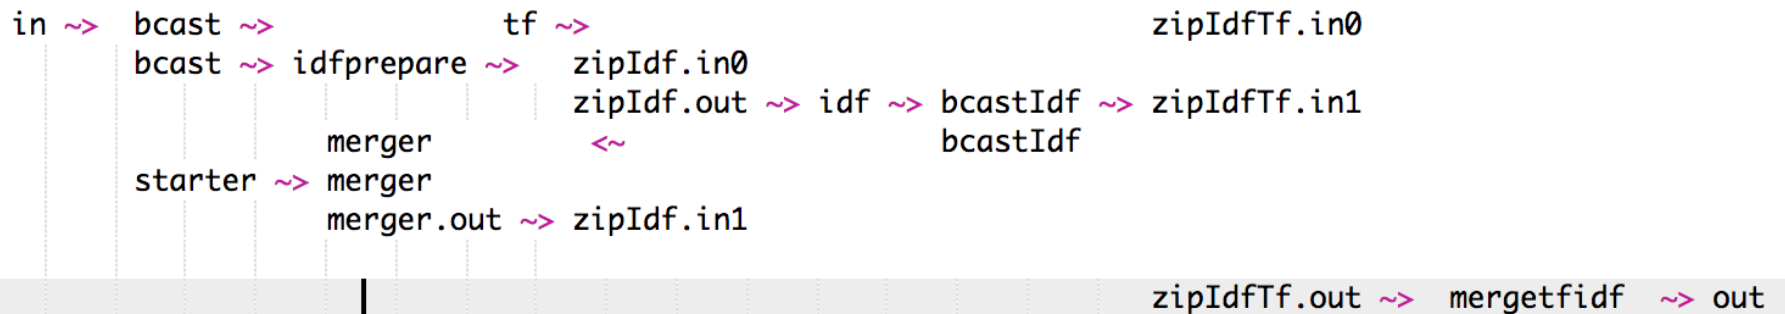 in ~> bcast ~> tf ~> zipIdfTf.in0
bcast ~> idfprepare ~> zipIdf.in0
zipIdf.out ~> idf ~> bcastIdf ~> zipIdfTf.in1
merger <~ bcastIdf
starter ~> merger
merger.out ~> zipIdf.in1
zipIdfTf.out ~> mergetfidf ~> out